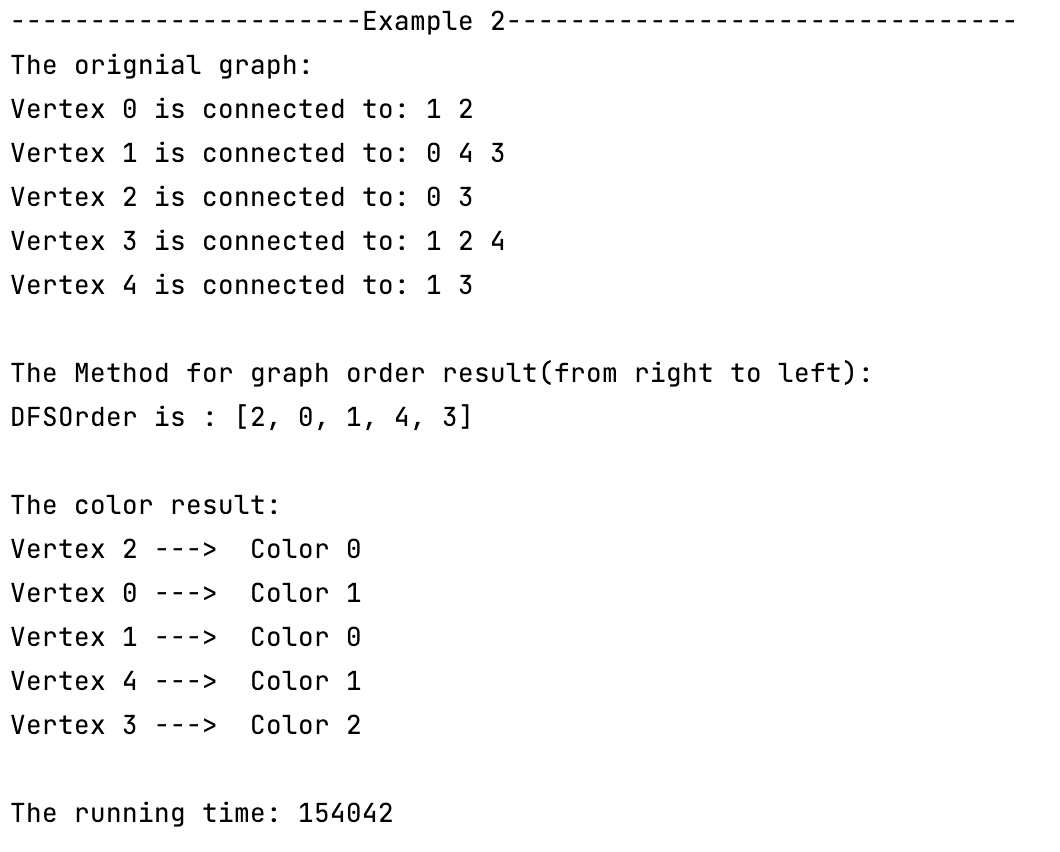 ----------------------Example 2--------------------------------
The orignial graph:
Vertex 0 is connected to: 1 2
Vertex 1 is connected to: 0 4 3
Vertex 2 is connected to: 0 3
Vertex 3 is connected to: 1 2 4
Vertex 4 is connected to: 1 3
The Method for graph order result(from right to left):
DFSOrder is : [2, 0, 1, 4, 3]
The color result:
Vertex 2 --->  Color 0
Vertex 0 --->  Color 1
Vertex 1 --->  Color 0
Vertex 4 --->  Color 1
Vertex 3 --->  Color 2
The running time: 154042